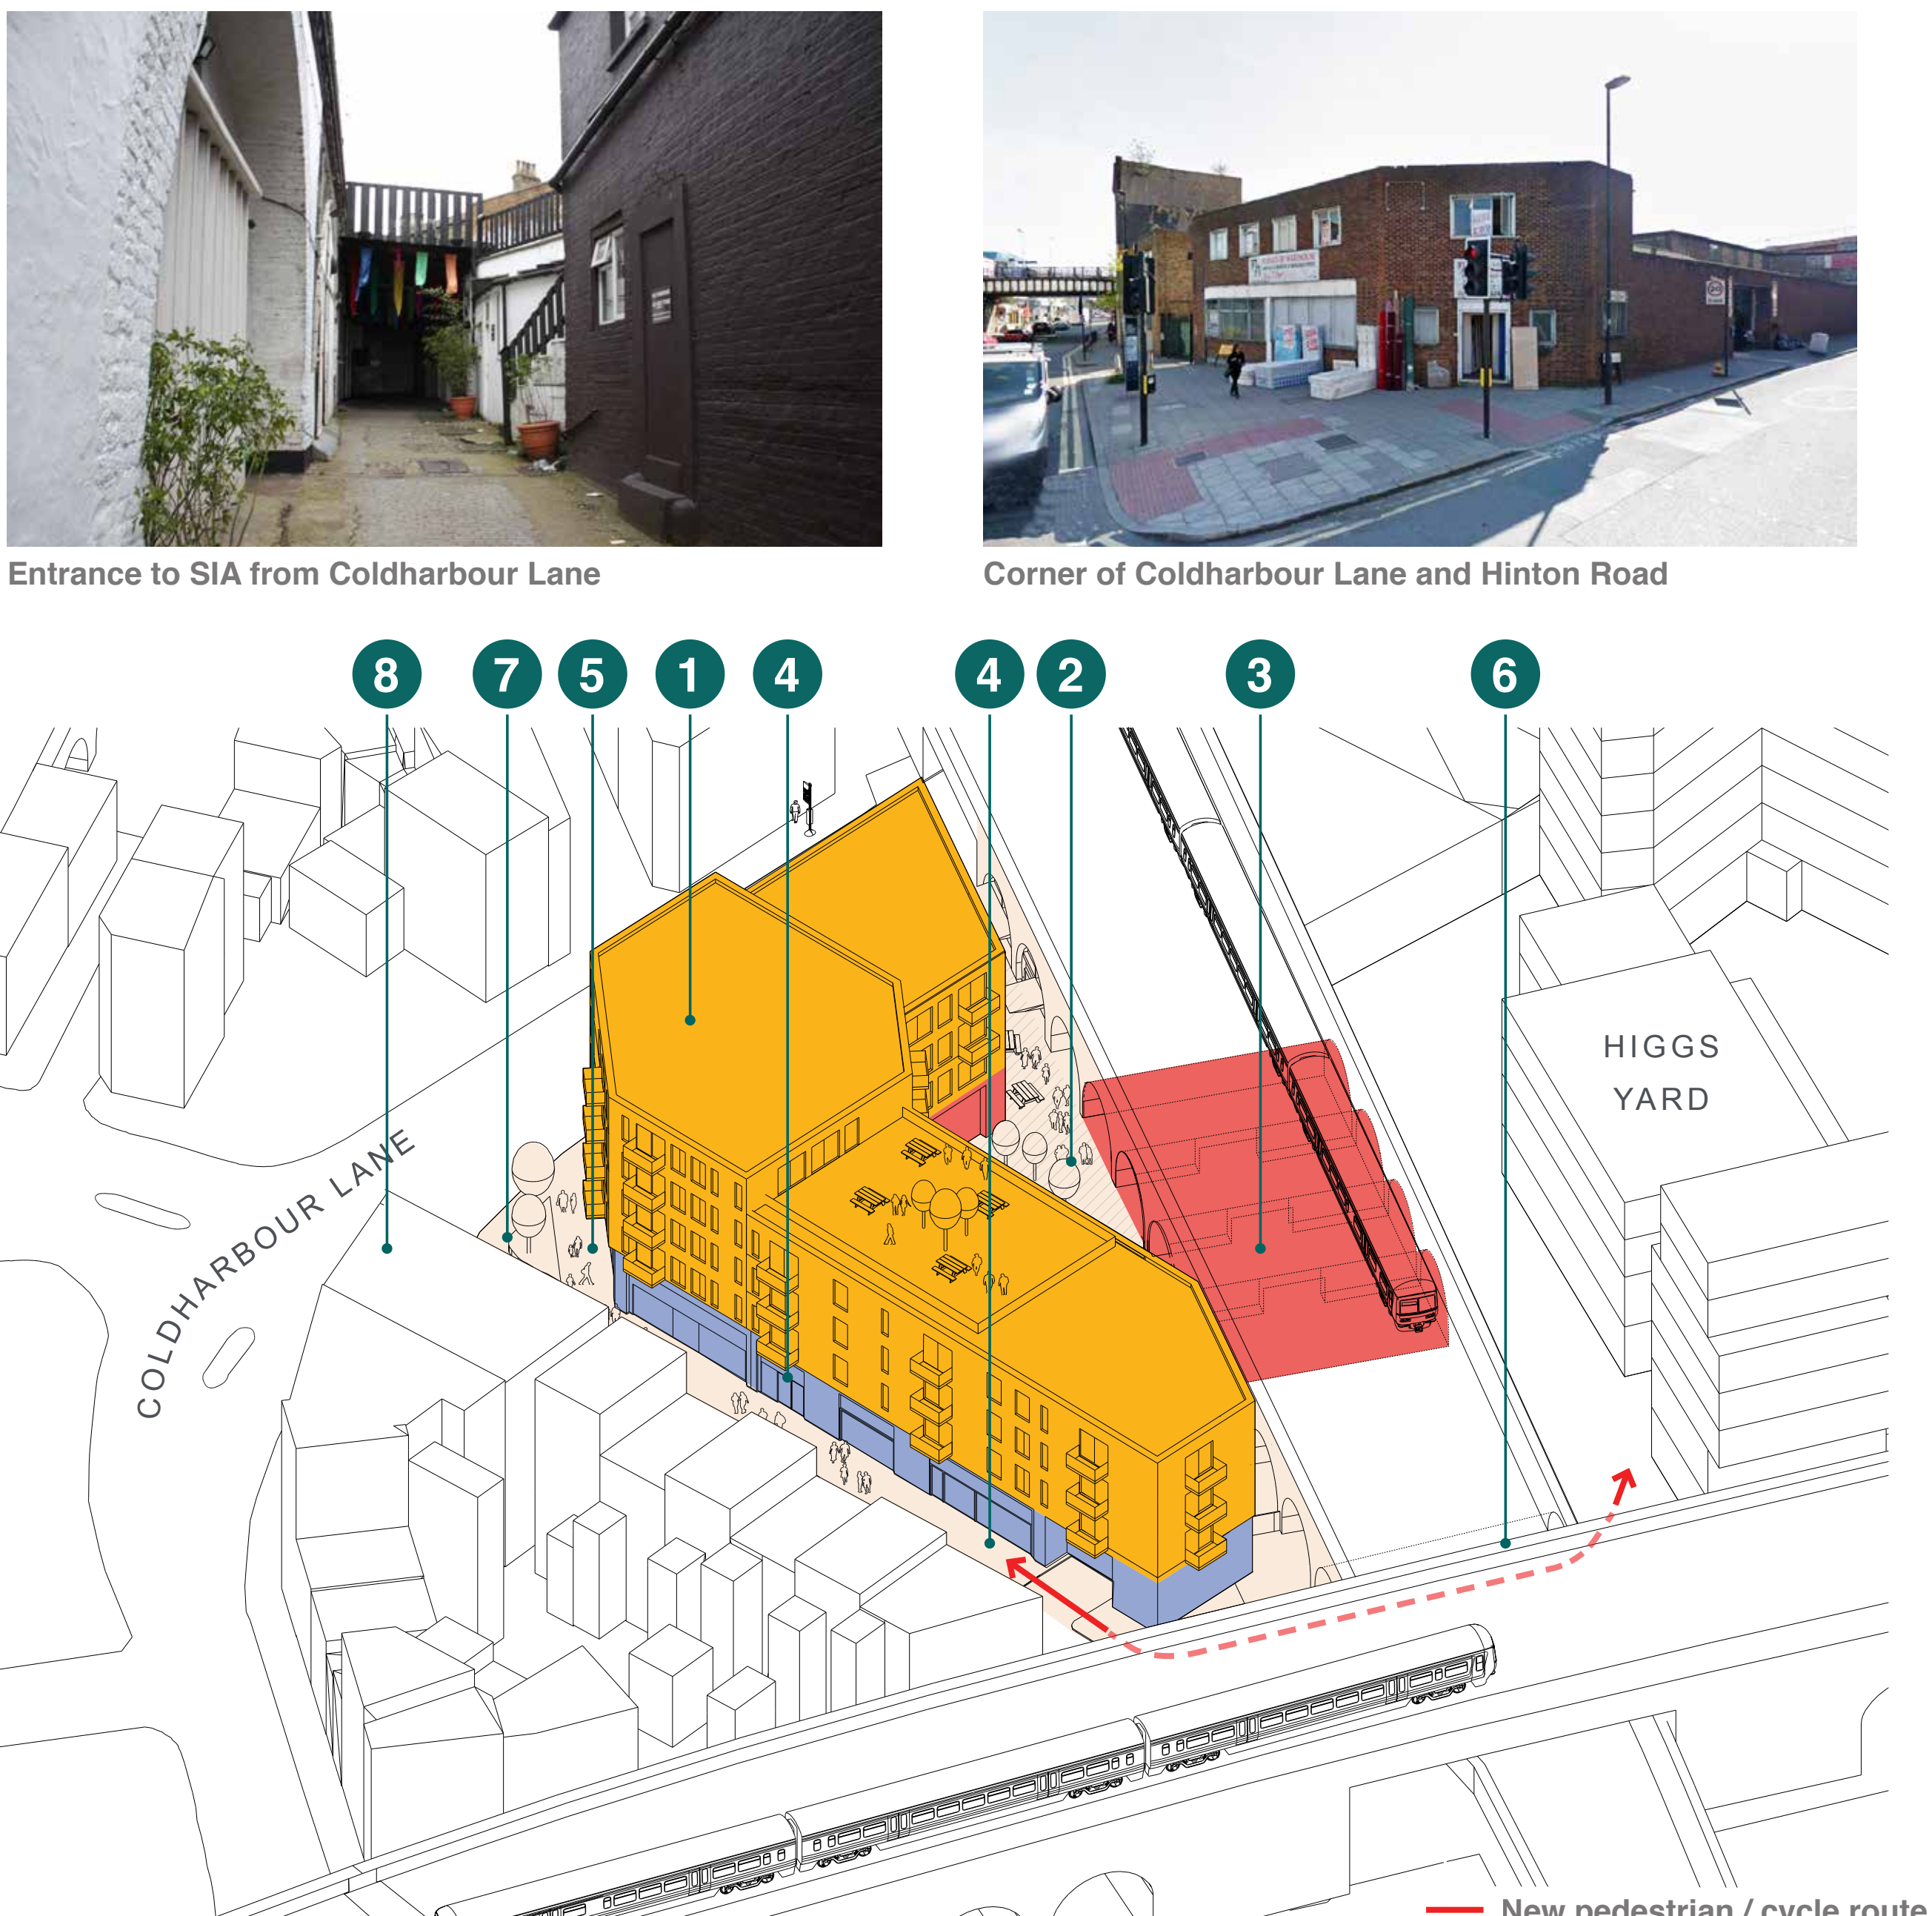 Entrance to SIA from Coldharbour Lane
Corner of Coldharbour Lane and Hinton Road
8 7 5 1 4 4 2 3 6
HIGGS
YARD
COLDHARBOUR LANE
New pedestrian / cycle route